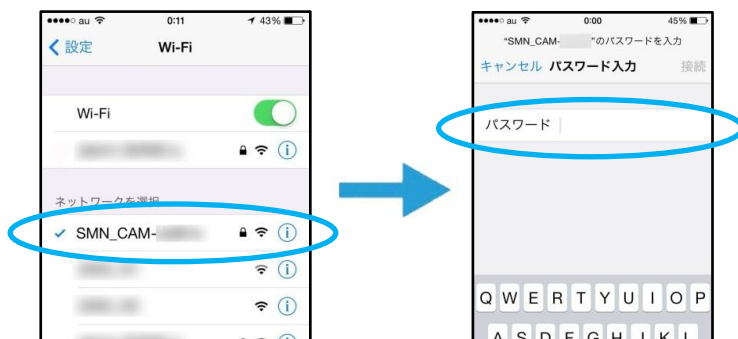 au 0:11 43%
設定 Wi-Fi
Wi-Fi
ネットワークを選択
SMN_CAM-
au 0:00 45%
"SMN_CAM- "のパスワードを入力
キャンセル パスワード入力 接続
パスワード
Q W E R T Y U I O P
A S D F G H J K L